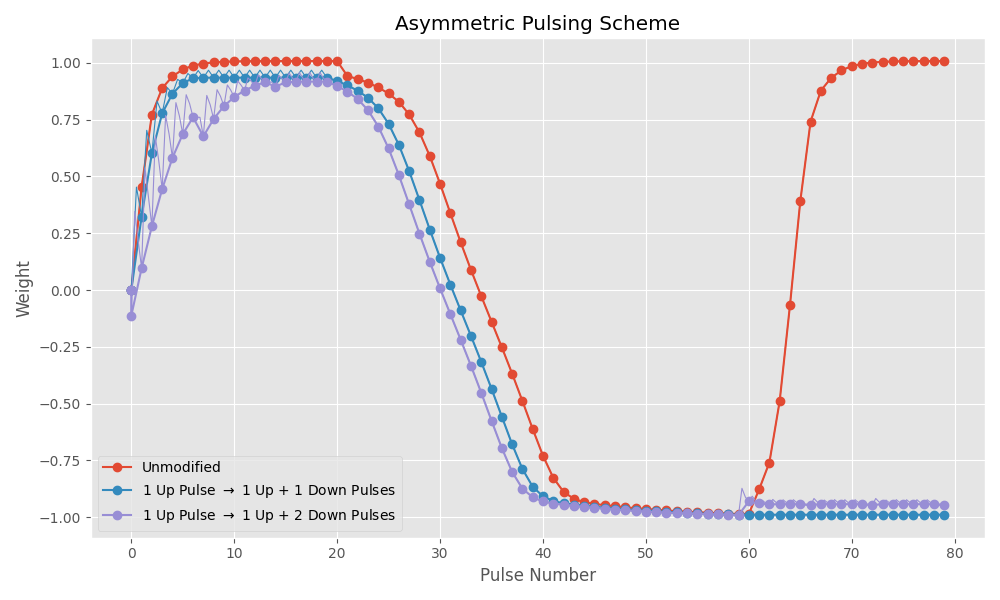 Asymmetric Pulsing Scheme
Weight
1.00
0.75
0.50
0.25
0.00
−0.25
−0.50
−0.75
−1.00
Unmodified
1 Up Pulse → 1 Up + 1 Down Pulses
1 Up Pulse → 1 Up + 2 Down Pulses
0 10 20 30 40 50 60 70 80
Pulse Number